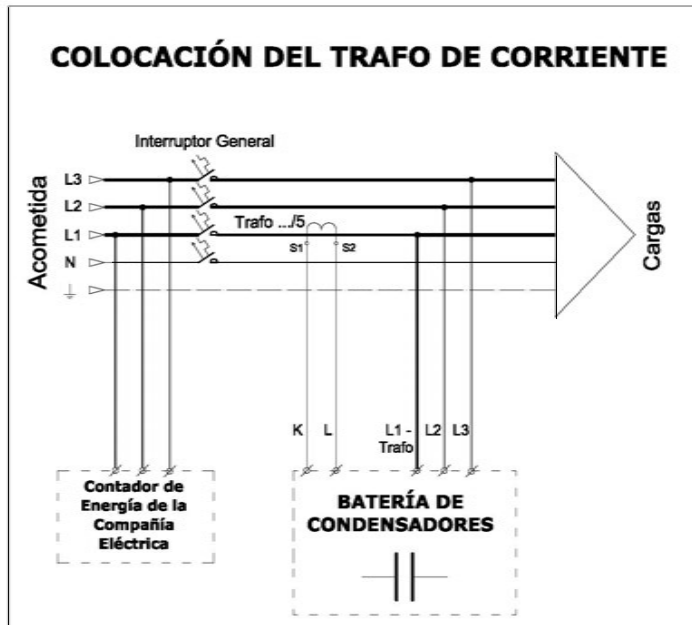 COLOCACIÓN DEL TRAFO DE CORRIENTE
Interruptor General
Acometida
L3
L2
L1
N
Trafo .../5
S1
S2
Cargas
K
L
L1 -
Trafo
L2
L3
Contador de
Energía de la
Compañía
Eléctrica
BATERÍA DE
CONDENSADORES